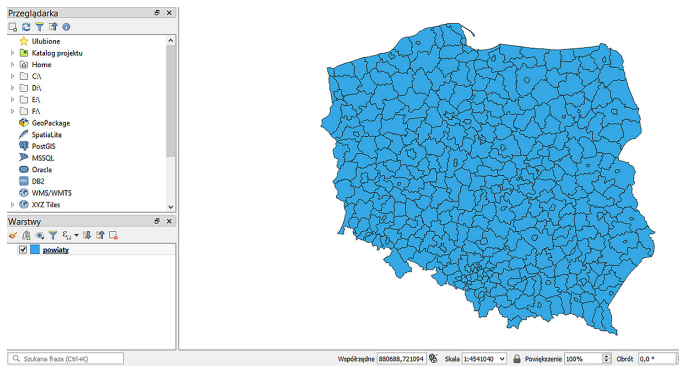 Przeglądarka
Ulubione
Katalog projektu
Home
C:\
D:\
E:\
F:\
GeoPackage
SpatiaLite
PostGIS
MSSQL
Oracle
DB2
WMS/WMTS
XYZ Tiles
Warstwy
powiaty
Szukana fraza (Ctrl+K)
Współrzędne 880688,721094 Skala 1:4541040 Powiększenie 100% Obrót 0,0 °